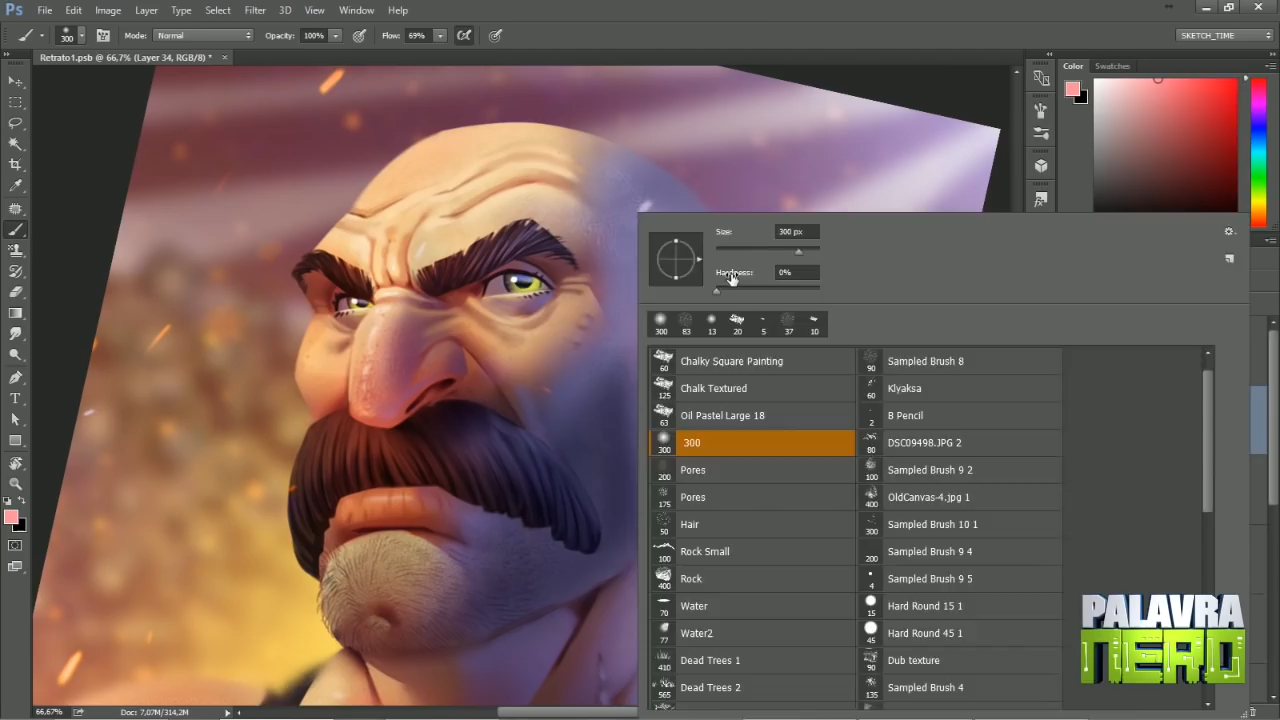 Ps File Edit Image Layer Type Select Filter 3D View Window Help
300 Mode: Normal Opacity: 100% Flow: 69% SKETCH_TIME
Retrato1.psb @ 66,7% (Layer 34, RGB/8) * ×
Color Swatches
Size: 300 px
Hardness: 0%
300 83 13 20 5 37 10
60 Chalky Square Painting 90 Sampled Brush 8
125 Chalk Textured 60 Klyaksa
63 Oil Pastel Large 18 2 B Pencil
300 300 80 DSC09498.JPG 2
200 Pores 100 Sampled Brush 9 2
175 Pores 400 OldCanvas-4.jpg 1
50 Hair 300 Sampled Brush 10 1
100 Rock Small 200 Sampled Brush 9 4
400 Rock 4 Sampled Brush 9 5
70 Water 15 Hard Round 15 1
77 Water2 45 Hard Round 45 1
410 Dead Trees 1 90 Dub texture
565 Dead Trees 2 135 Sampled Brush 4
PALAVRA
NERD
66.67% Doc: 7,07M/314,2M